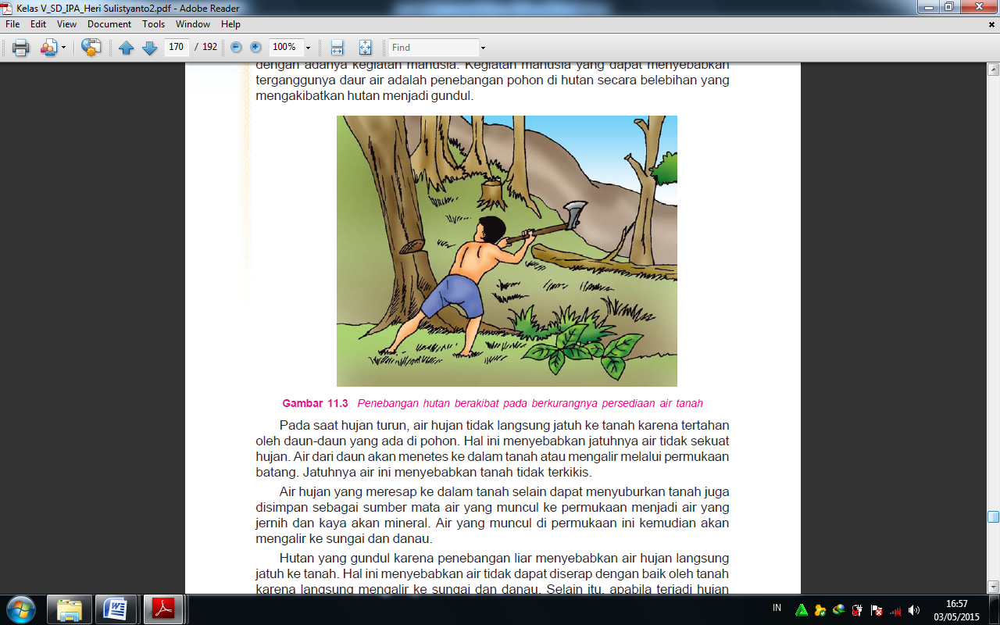 Kelas V_SD_IPA_Heri Sulistyanto2.pdf - Adobe Reader
File Edit View Document Tools Window Help
170 / 192 100% Find
dengan adanya kegiatan manusia. Kegiatan manusia yang dapat menyebabkan
terganggunya daur air adalah penebangan pohon di hutan secara belebihan yang
mengakibatkan hutan menjadi gundul.
Gambar 11.3 Penebangan hutan berakibat pada berkurangnya persediaan air tanah
Pada saat hujan turun, air hujan tidak langsung jatuh ke tanah karena tertahan
oleh daun-daun yang ada di pohon. Hal ini menyebabkan jatuhnya air tidak sekuat
hujan. Air dari daun akan menetes ke dalam tanah atau mengalir melalui permukaan
batang. Jatuhnya air ini menyebabkan tanah tidak terkikis.
Air hujan yang meresap ke dalam tanah selain dapat menyuburkan tanah juga
disimpan sebagai sumber mata air yang muncul ke permukaan menjadi air yang
jernih dan kaya akan mineral. Air yang muncul di permukaan ini kemudian akan
mengalir ke sungai dan danau.
Hutan yang gundul karena penebangan liar menyebabkan air hujan langsung
jatuh ke tanah. Hal ini menyebabkan air tidak dapat diserap dengan baik oleh tanah
karena langsung mengalir ke sungai dan danau. Selain itu, apabila terjadi hujan
IN
16:57
03/05/2015